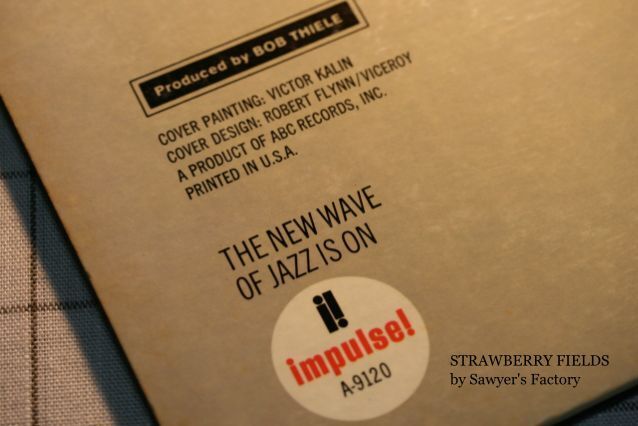 Produced by BOB THIELE
COVER PAINTING: VICTOR KALIN
COVER DESIGN: ROBERT FLYNN/VICEROY
A PRODUCT OF ABC RECORDS, INC.
PRINTED IN U.S.A.
THE NEW WAVE
OF JAZZ IS ON
i!
impulse!
A-9120
STRAWBERRY FIELDS
by Sawyer's Factory